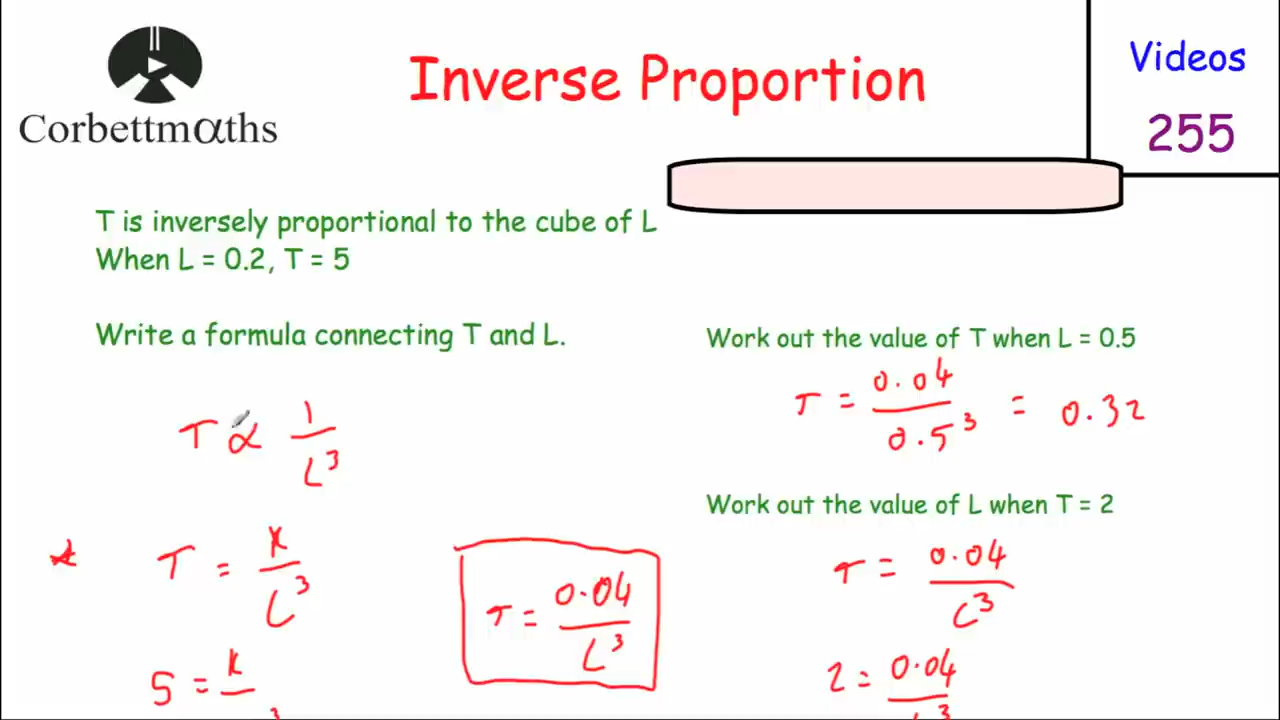 Corbettmαths
Inverse Proportion
Videos
255
T is inversely proportional to the cube of L
When L = 0.2, T = 5
Write a formula connecting T and L.
T ∝ 1/L³
T = k/L³
5 = k/³
T = 0.04/L³
Work out the value of T when L = 0.5
T = 0.04/0.5³ = 0.32
Work out the value of L when T = 2
T = 0.04/L³
2 = 0.04/L³